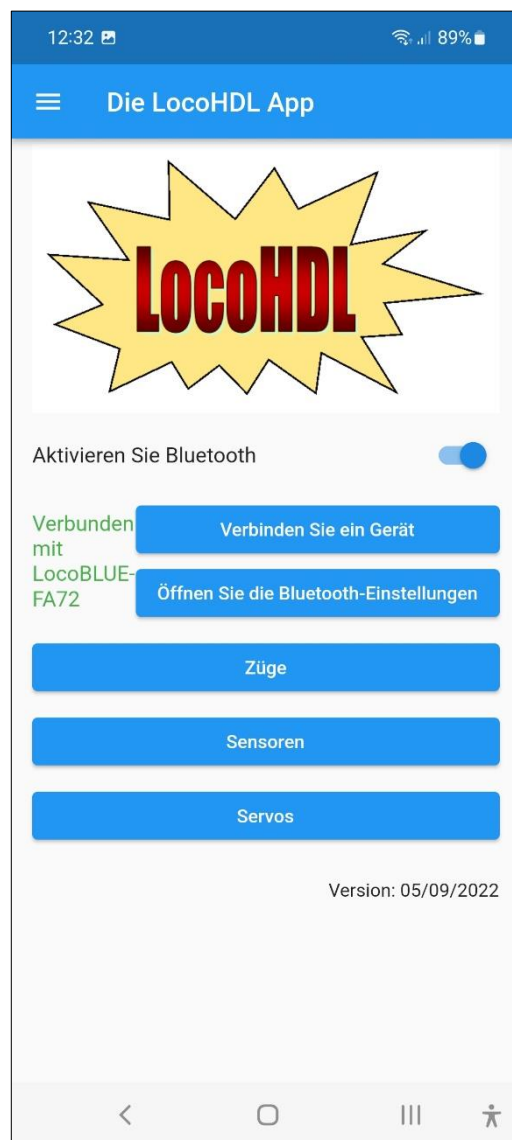 12:32 89%
Die LocoHDL App
LOCOHDL
Aktivieren Sie Bluetooth
Verbunden
mit
LocoBLUE-
FA72
Verbinden Sie ein Gerät
Öffnen Sie die Bluetooth-Einstellungen
Züge
Sensoren
Servos
Version: 05/09/2022